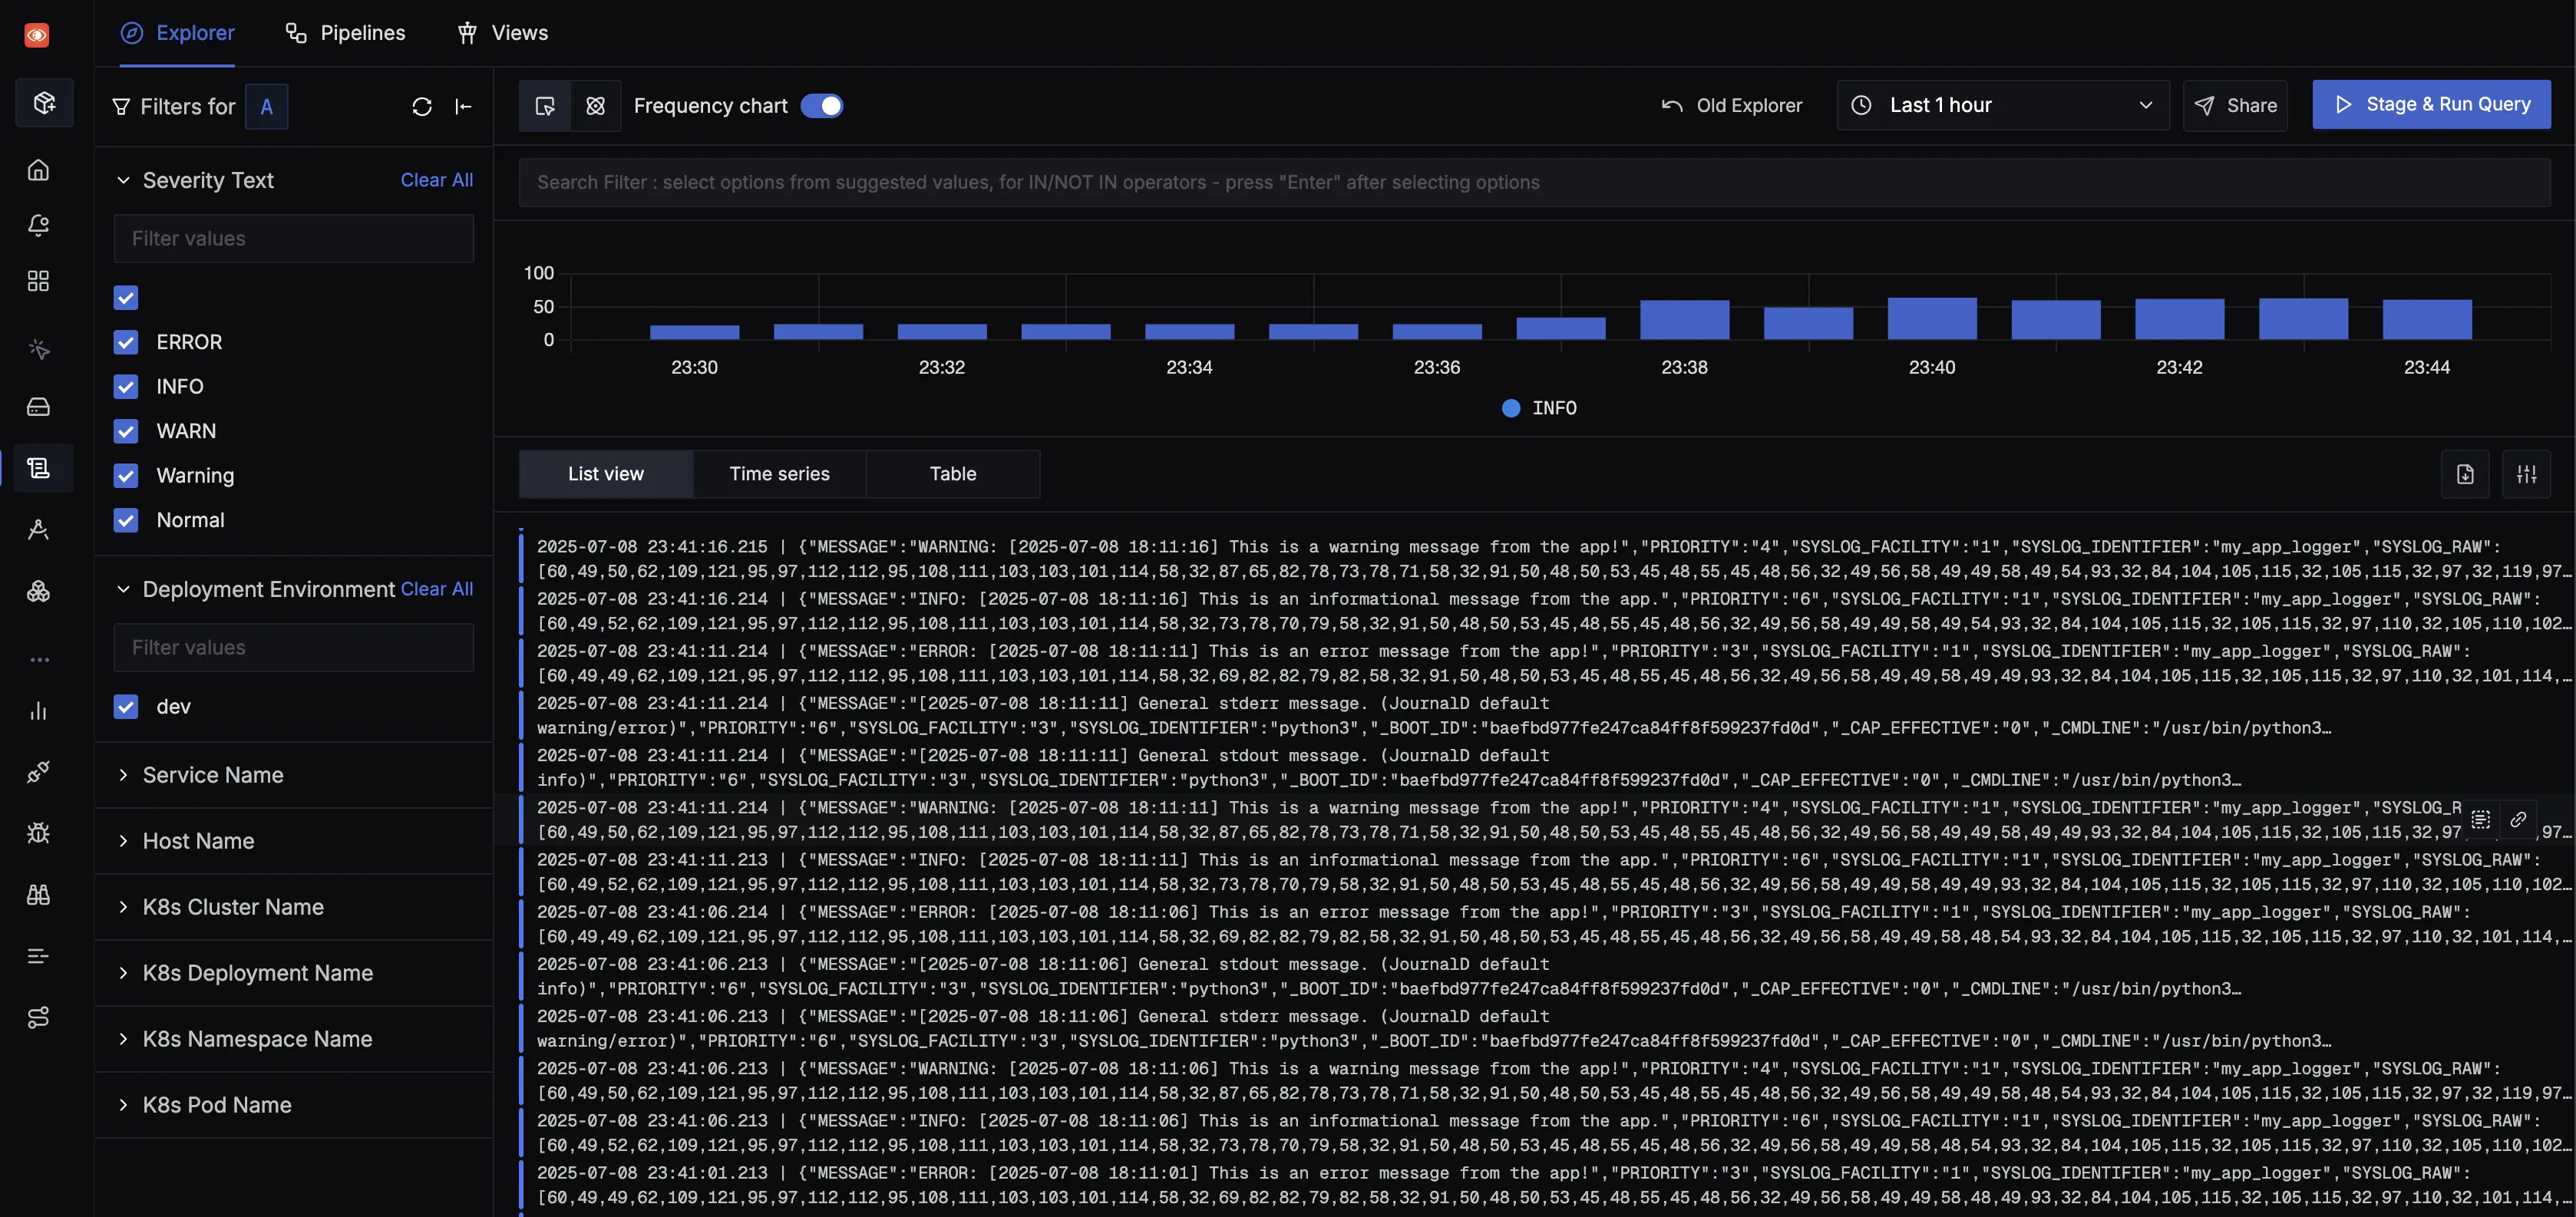 Explorer
Pipelines
Views
Filters for A
Frequency chart
Old Explorer
Last 1 hour
Share
Stage & Run Query
Severity Text
Clear All
Filter values
ERROR
INFO
WARN
Warning
Normal
Deployment Environment
Clear All
Filter values
dev
Service Name
Host Name
K8s Cluster Name
K8s Deployment Name
K8s Namespace Name
K8s Pod Name
Search Filter : select options from suggested values, for IN/NOT IN operators - press "Enter" after selecting options
100
50
0
23:30 23:32 23:34 23:36 23:38 23:40 23:42 23:44
INFO
List view
Time series
Table
2025-07-08 23:41:16.215 | {"MESSAGE":"WARNING: [2025-07-08 18:11:16] This is a warning message from the app!","PRIORITY":"4","SYSLOG_FACILITY":"1","SYSLOG_IDENTIFIER":"my_app_logger","SYSLOG_RAW":
[60,49,50,62,109,121,95,97,112,112,95,108,111,103,103,101,114,58,32,87,65,82,78,73,78,71,58,32,91,50,48,50,53,45,48,55,45,48,56,32,49,56,58,49,49,58,49,54,93,32,84,104,105,115,32,105,115,32,97,32,119,97...
2025-07-08 23:41:16.214 | {"MESSAGE":"INFO: [2025-07-08 18:11:16] This is an informational message from the app.","PRIORITY":"6","SYSLOG_FACILITY":"1","SYSLOG_IDENTIFIER":"my_app_logger","SYSLOG_RAW":
[60,49,52,62,109,121,95,97,112,112,95,108,111,103,103,101,114,58,32,73,78,70,79,58,32,91,50,48,50,53,45,48,55,45,48,56,32,49,56,58,49,49,58,49,54,93,32,84,104,105,115,32,105,115,32,97,110,32,105,110,102...
2025-07-08 23:41:11.214 | {"MESSAGE":"ERROR: [2025-07-08 18:11:11] This is an error message from the app!","PRIORITY":"3","SYSLOG_FACILITY":"1","SYSLOG_IDENTIFIER":"my_app_logger","SYSLOG_RAW":
[60,49,49,62,109,121,95,97,112,112,95,108,111,103,103,101,114,58,32,69,82,82,79,82,58,32,91,50,48,50,53,45,48,55,45,48,56,32,49,56,58,49,49,58,49,49,93,32,84,104,105,115,32,105,115,32,97,110,32,101,114,...
2025-07-08 23:41:11.214 | {"MESSAGE":"[2025-07-08 18:11:11] General stderr message. (JournalD default
warning/error)","PRIORITY":"6","SYSLOG_FACILITY":"3","SYSLOG_IDENTIFIER":"python3","_BOOT_ID":"baefbd977fe247ca84ff8f599237fd0d","_CAP_EFFECTIVE":"0","_CMDLINE":"/usr/bin/python3...
2025-07-08 23:41:11.214 | {"MESSAGE":"[2025-07-08 18:11:11] General stdout message. (JournalD default
info)","PRIORITY":"6","SYSLOG_FACILITY":"3","SYSLOG_IDENTIFIER":"python3","_BOOT_ID":"baefbd977fe247ca84ff8f599237fd0d","_CAP_EFFECTIVE":"0","_CMDLINE":"/usr/bin/python3...
2025-07-08 23:41:11.214 | {"MESSAGE":"WARNING: [2025-07-08 18:11:11] This is a warning message from the app!","PRIORITY":"4","SYSLOG_FACILITY":"1","SYSLOG_IDENTIFIER":"my_app_logger","SYSLOG_R
[60,49,50,62,109,121,95,97,112,112,95,108,111,103,103,101,114,58,32,87,65,82,78,73,78,71,58,32,91,50,48,50,53,45,48,55,45,48,56,32,49,56,58,49,49,58,49,49,93,32,84,104,105,115,32,105,115,32,97 ,97...
2025-07-08 23:41:11.213 | {"MESSAGE":"INFO: [2025-07-08 18:11:11] This is an informational message from the app.","PRIORITY":"6","SYSLOG_FACILITY":"1","SYSLOG_IDENTIFIER":"my_app_logger","SYSLOG_RAW":
[60,49,52,62,109,121,95,97,112,112,95,108,111,103,103,101,114,58,32,73,78,70,79,58,32,91,50,48,50,53,45,48,55,45,48,56,32,49,56,58,49,49,58,49,49,93,32,84,104,105,115,32,105,115,32,97,110,32,105,110,102...
2025-07-08 23:41:06.214 | {"MESSAGE":"ERROR: [2025-07-08 18:11:06] This is an error message from the app!","PRIORITY":"3","SYSLOG_FACILITY":"1","SYSLOG_IDENTIFIER":"my_app_logger","SYSLOG_RAW":
[60,49,49,62,109,121,95,97,112,112,95,108,111,103,103,101,114,58,32,69,82,82,79,82,58,32,91,50,48,50,53,45,48,55,45,48,56,32,49,56,58,49,49,58,48,54,93,32,84,104,105,115,32,105,115,32,97,110,32,101,114,...
2025-07-08 23:41:06.213 | {"MESSAGE":"[2025-07-08 18:11:06] General stdout message. (JournalD default
info)","PRIORITY":"6","SYSLOG_FACILITY":"3","SYSLOG_IDENTIFIER":"python3","_BOOT_ID":"baefbd977fe247ca84ff8f599237fd0d","_CAP_EFFECTIVE":"0","_CMDLINE":"/usr/bin/python3...
2025-07-08 23:41:06.213 | {"MESSAGE":"[2025-07-08 18:11:06] General stderr message. (JournalD default
warning/error)","PRIORITY":"6","SYSLOG_FACILITY":"3","SYSLOG_IDENTIFIER":"python3","_BOOT_ID":"baefbd977fe247ca84ff8f599237fd0d","_CAP_EFFECTIVE":"0","_CMDLINE":"/usr/bin/python3...
2025-07-08 23:41:06.213 | {"MESSAGE":"WARNING: [2025-07-08 18:11:06] This is a warning message from the app!","PRIORITY":"4","SYSLOG_FACILITY":"1","SYSLOG_IDENTIFIER":"my_app_logger","SYSLOG_RAW":
[60,49,50,62,109,121,95,97,112,112,95,108,111,103,103,101,114,58,32,87,65,82,78,73,78,71,58,32,91,50,48,50,53,45,48,55,45,48,56,32,49,56,58,49,49,58,48,54,93,32,84,104,105,115,32,105,115,32,97,32,119,97...
2025-07-08 23:41:06.213 | {"MESSAGE":"INFO: [2025-07-08 18:11:06] This is an informational message from the app.","PRIORITY":"6","SYSLOG_FACILITY":"1","SYSLOG_IDENTIFIER":"my_app_logger","SYSLOG_RAW":
[60,49,52,62,109,121,95,97,112,112,95,108,111,103,103,101,114,58,32,73,78,70,79,58,32,91,50,48,50,53,45,48,55,45,48,56,32,49,56,58,49,49,58,48,54,93,32,84,104,105,115,32,105,115,32,97,110,32,105,110,102...
2025-07-08 23:41:01.213 | {"MESSAGE":"ERROR: [2025-07-08 18:11:01] This is an error message from the app!","PRIORITY":"3","SYSLOG_FACILITY":"1","SYSLOG_IDENTIFIER":"my_app_logger","SYSLOG_RAW":
[60,49,49,62,109,121,95,97,112,112,95,108,111,103,103,101,114,58,32,69,82,82,79,82,58,32,91,50,48,50,53,45,48,55,45,48,56,32,49,56,58,49,49,58,48,49,93,32,84,104,105,115,32,105,115,32,97,110,32,101,114,...